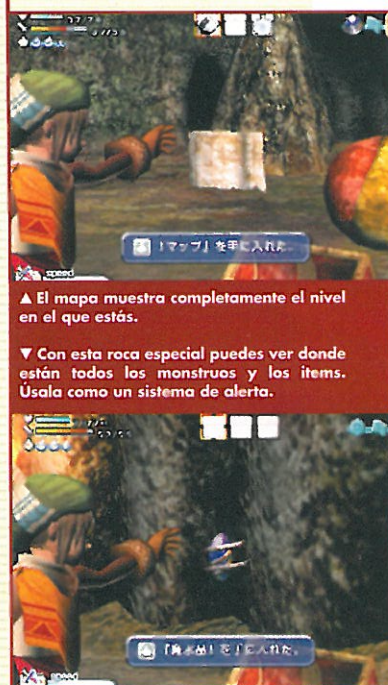 「マップ」を手に入れた。
speed
▲ El mapa muestra completamente el nivel
en el que estás.
▼ Con esta roca especial puedes ver donde
están todos los monstruos y los items.
Úsala como un sistema de alerta.
を手に入れた。
speed